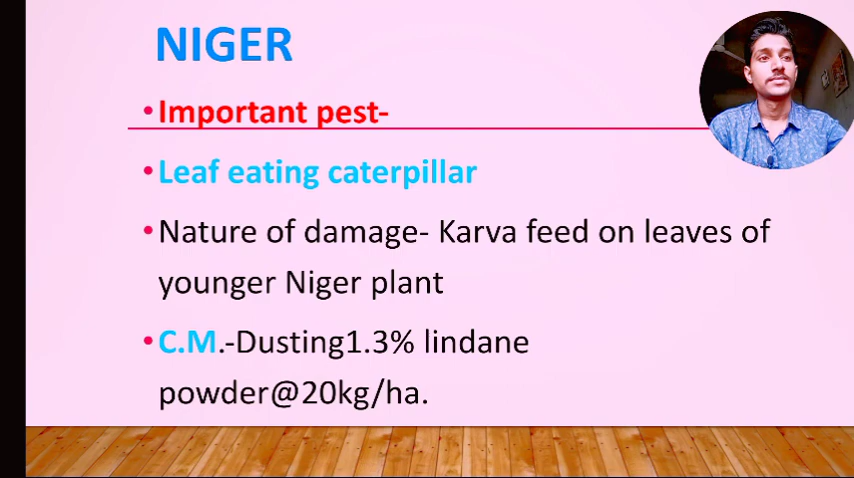 NIGER
•Important pest-
•Leaf eating caterpillar
•Nature of damage- Karva feed on leaves of
younger Niger plant
•C.M.-Dusting1.3% lindane
powder@20kg/ha.